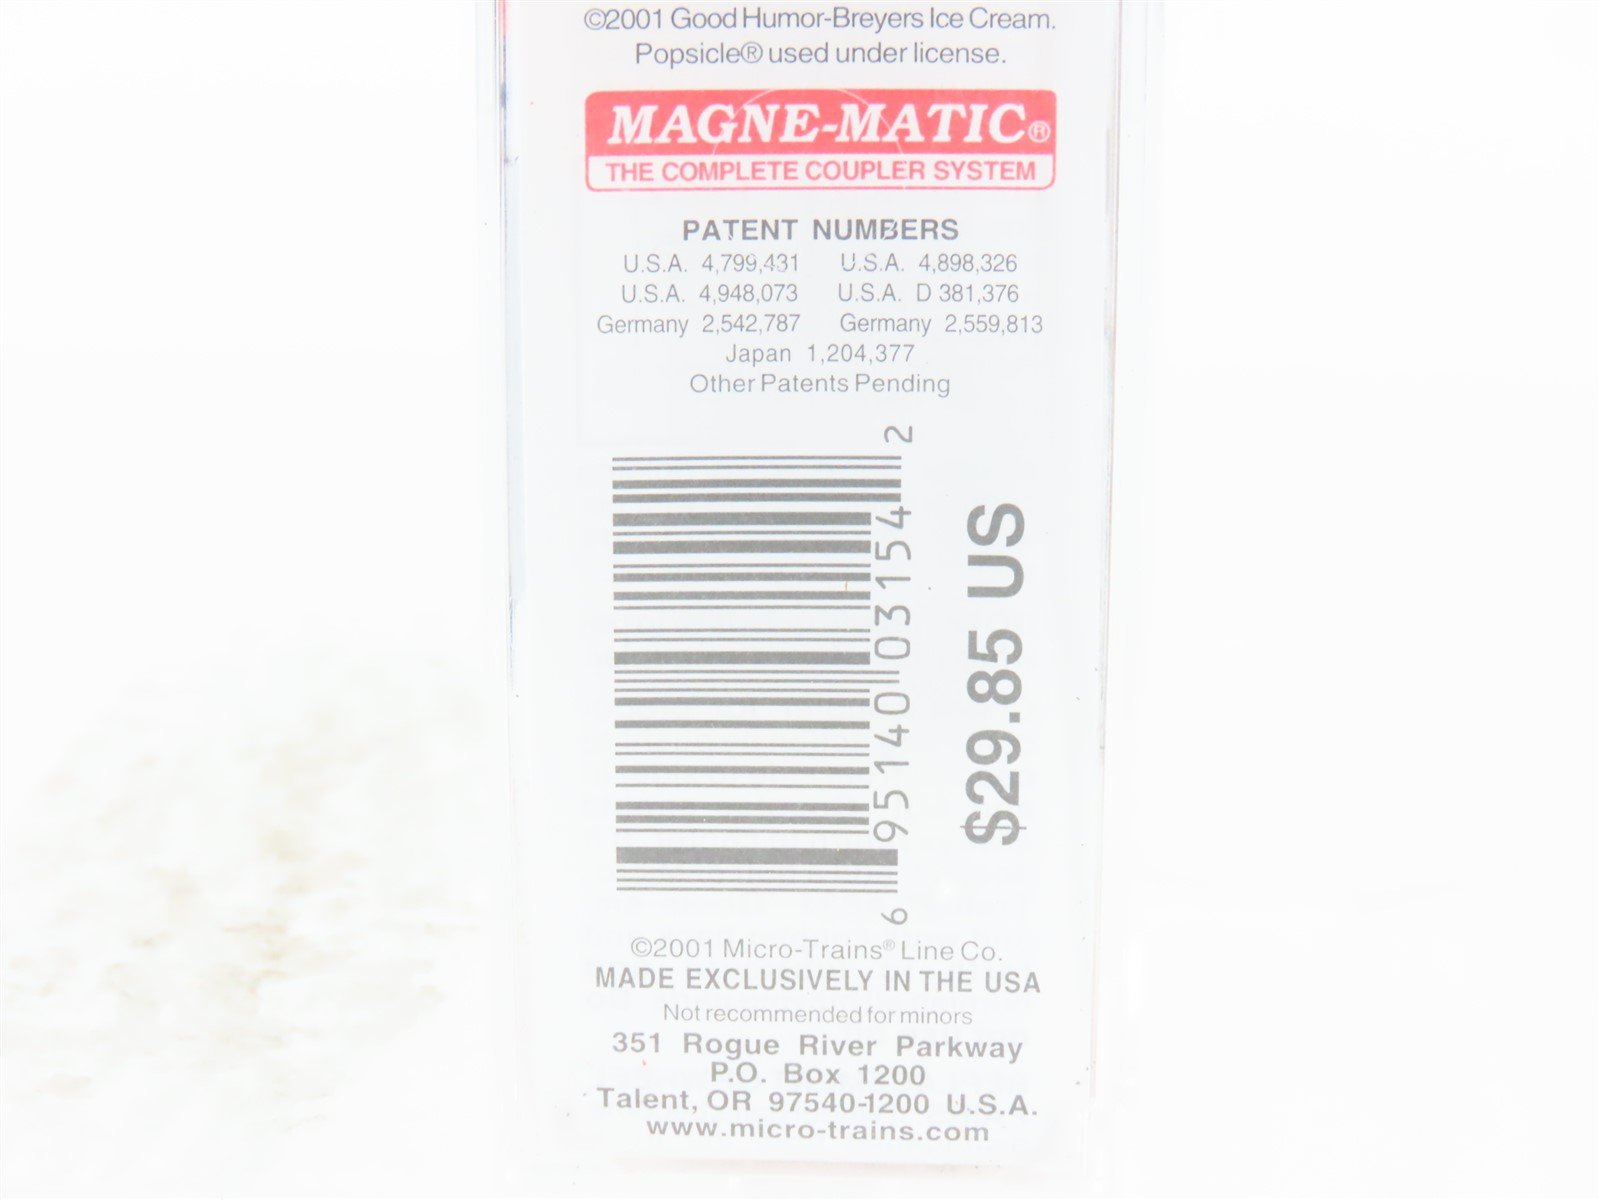 ©2001 Good Humor-Breyers Ice Cream.
Popsicle® used under license.
MAGNE-MATIC®
THE COMPLETE COUPLER SYSTEM
PATENT NUMBERS
U.S.A. 4,799,431 U.S.A. 4,898,326
U.S.A. 4,948,073 U.S.A. D 381,376
Germany 2,542,787 Germany 2,559,813
Japan 1,204,377
Other Patents Pending
6 95140 03154 2
$29.85 US
©2001 Micro-Trains® Line Co.
MADE EXCLUSIVELY IN THE USA
Not recommended for minors
351 Rogue River Parkway
P.O. Box 1200
Talent, OR 97540-1200 U.S.A.
www.micro-trains.com